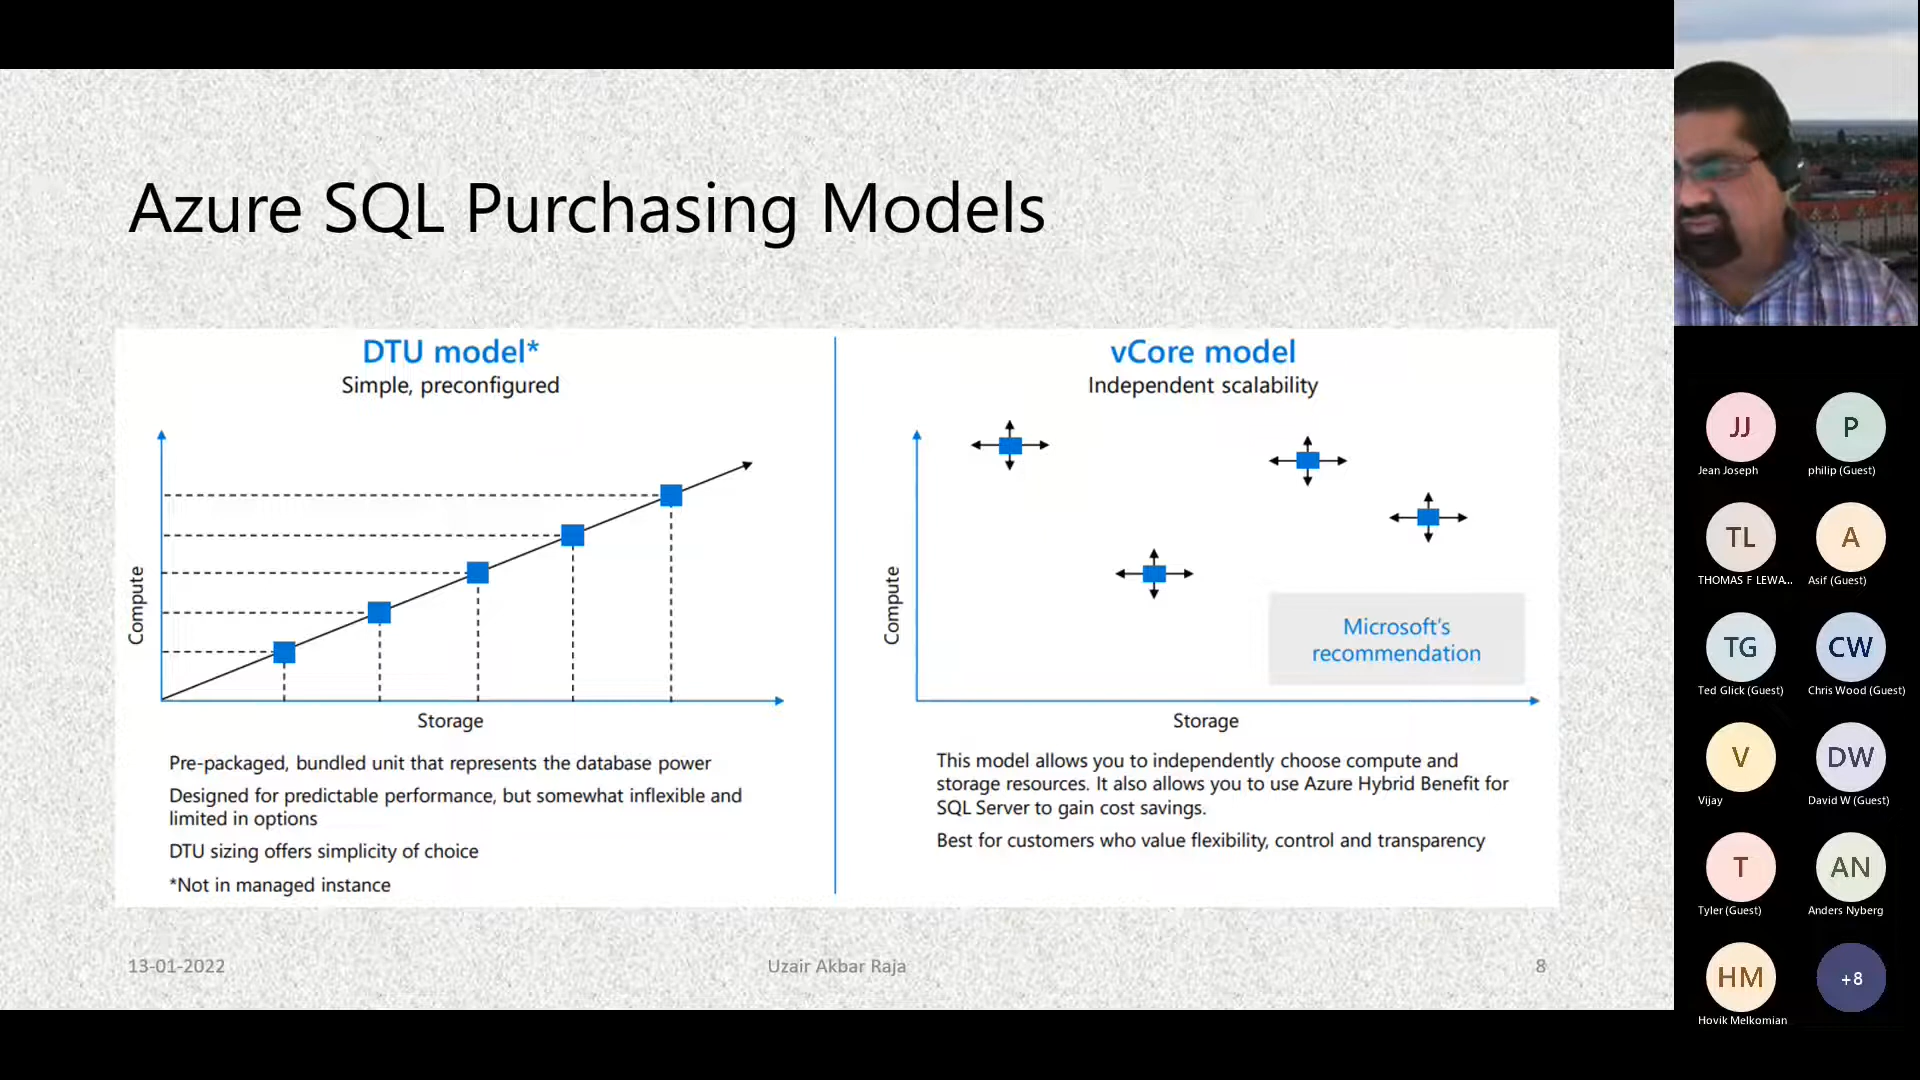 Azure SQL Purchasing Models
DTU model*
Simple, preconfigured
Compute
Storage
Pre-packaged, bundled unit that represents the database power
Designed for predictable performance, but somewhat inflexible and
limited in options
DTU sizing offers simplicity of choice
*Not in managed instance
vCore model
Independent scalability
Compute
Microsoft's
recommendation
Storage
This model allows you to independently choose compute and
storage resources. It also allows you to use Azure Hybrid Benefit for
SQL Server to gain cost savings.
Best for customers who value flexibility, control and transparency
13-01-2022
Uzair Akbar Raja
8
JJ
Jean Joseph
P
philip (Guest)
TL
THOMAS F LEWA...
A
Asif (Guest)
TG
Ted Glick (Guest)
CW
Chris Wood (Guest)
V
Vijay
DW
David W (Guest)
T
Tyler (Guest)
AN
Anders Nyberg
HM
Hovik Melkomian
+8